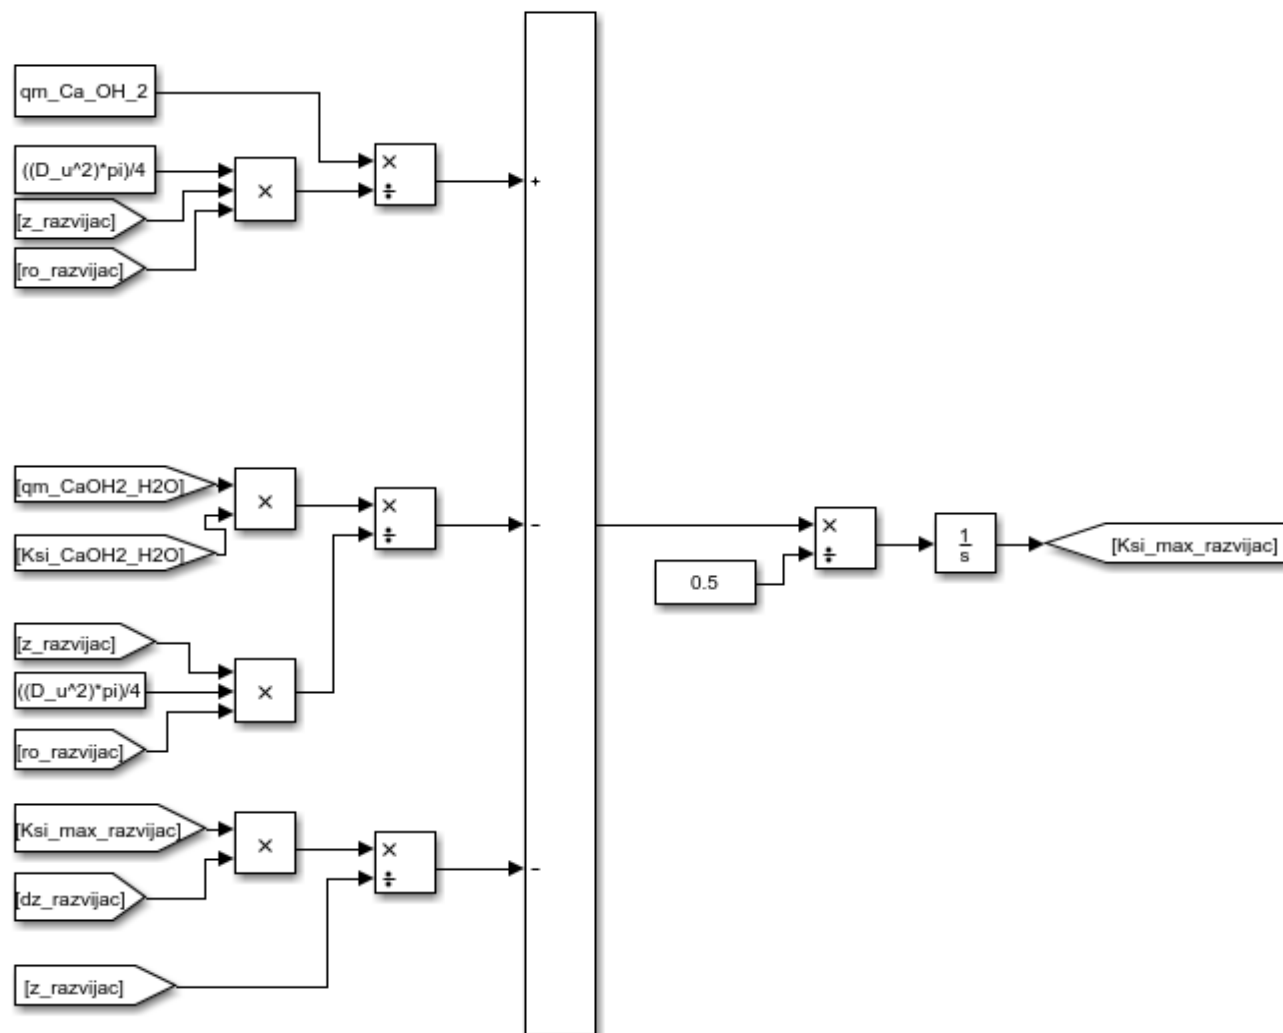 qm_Ca_OH_2
((D_u^2)*pi)/4
[z_razvijac]
[ro_razvijac]
×
×
÷
+
[qm_CaOH2_H2O]
[Ksi_CaOH2_H2O]
×
×
÷
-
[z_razvijac]
((D_u^2)*pi)/4
[ro_razvijac]
×
[Ksi_max_razvijac]
[dz_razvijac]
[z_razvijac]
×
×
÷
-
0.5
×
÷
1
s
[Ksi_max_razvijac]